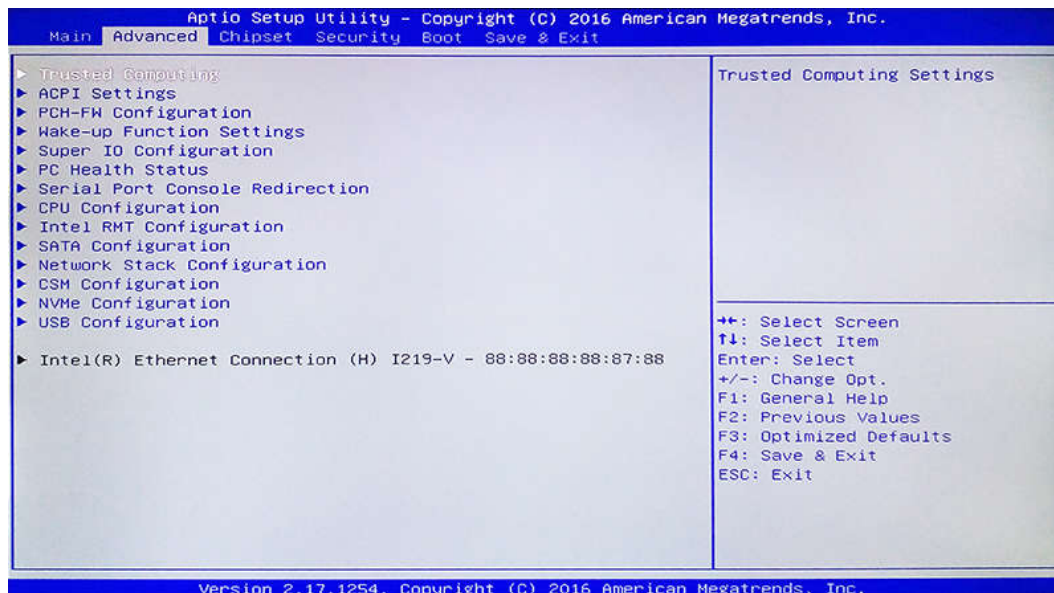 Aptio Setup Utility – Copyright (C) 2016 American Megatrends, Inc.
Main Advanced Chipset Security Boot Save & Exit
▶ Trusted Computing
▶ ACPI Settings
▶ PCH-FW Configuration
▶ Wake-up Function Settings
▶ Super IO Configuration
▶ PC Health Status
▶ Serial Port Console Redirection
▶ CPU Configuration
▶ Intel RMT Configuration
▶ SATA Configuration
▶ Network Stack Configuration
▶ CSM Configuration
▶ NVMe Configuration
▶ USB Configuration
▶ Intel(R) Ethernet Connection (H) I219-V – 88:88:88:88:87:88
Trusted Computing Settings
→←: Select Screen
↑↓: Select Item
Enter: Select
+/-: Change Opt.
F1: General Help
F2: Previous Values
F3: Optimized Defaults
F4: Save & Exit
ESC: Exit
Version 2.17.1254. Copyright (C) 2016 American Megatrends, Inc.